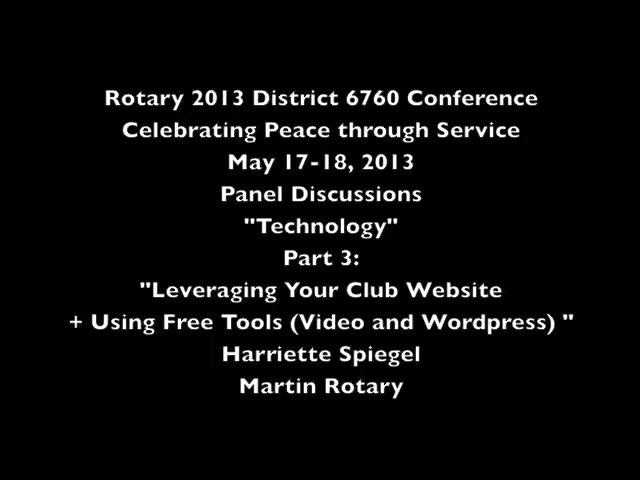 Rotary 2013 District 6760 Conference
Celebrating Peace through Service
May 17-18, 2013
Panel Discussions
"Technology"
Part 3:
"Leveraging Your Club Website
+ Using Free Tools (Video and Wordpress) "
Harriette Spiegel
Martin Rotary